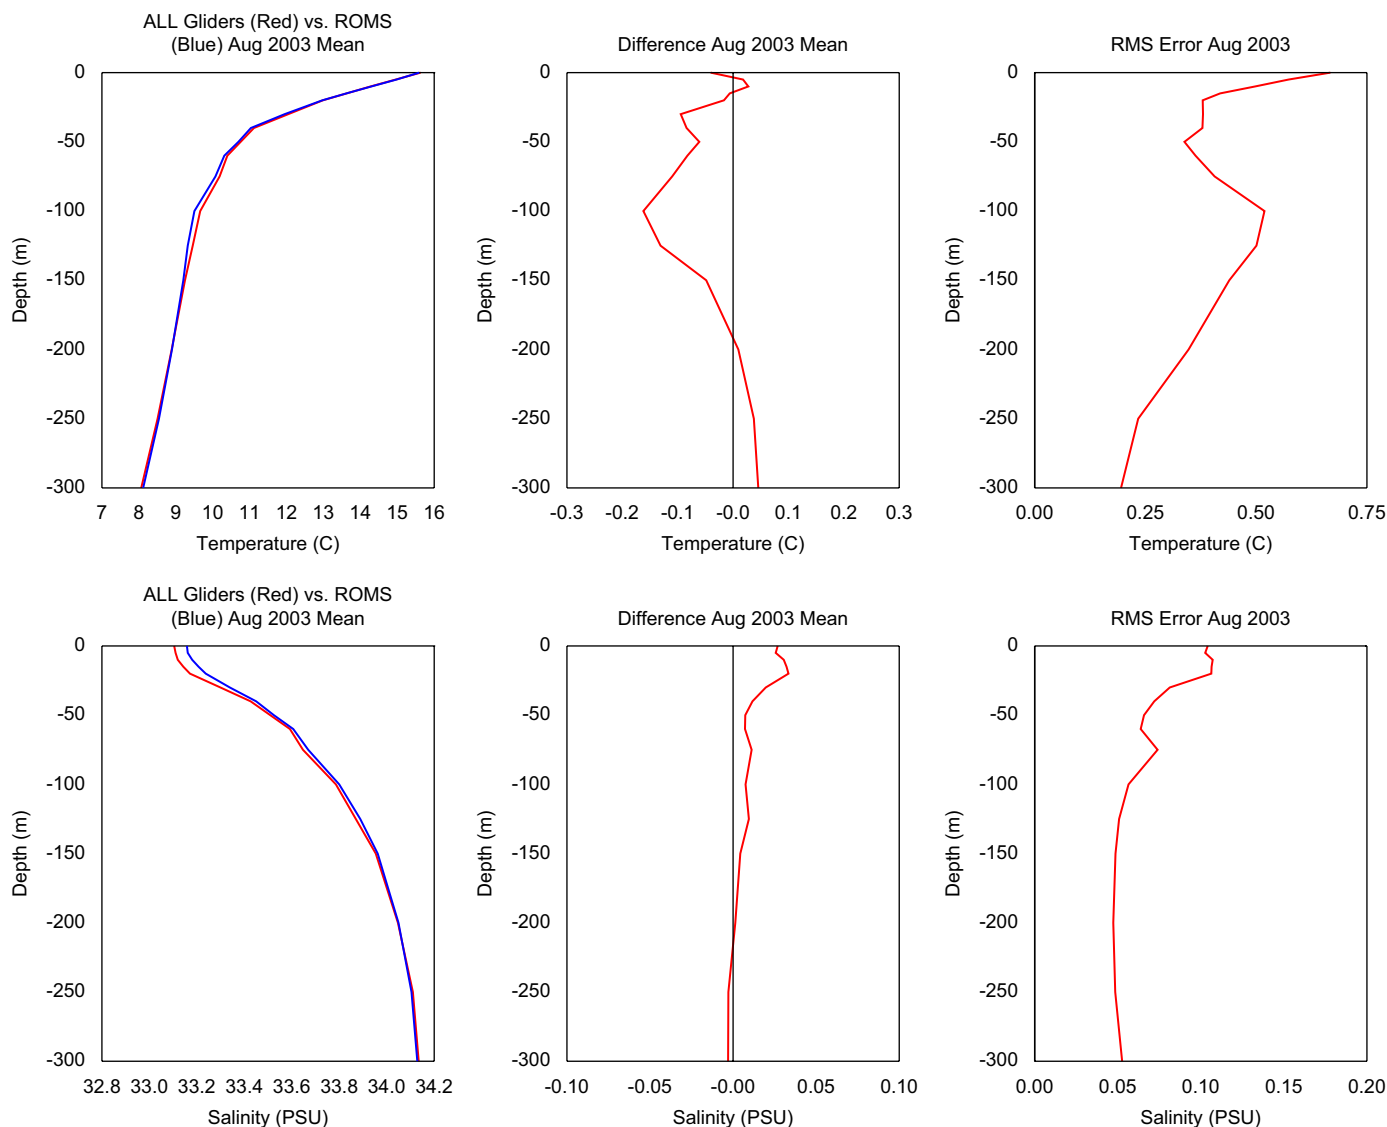 ALL Gliders (Red) vs. ROMS
(Blue) Aug 2003 Mean
0
-50
-100
-150
-200
-250
-300
Depth (m)
7 8 9 10 11 12 13 14 15 16
Temperature (C)
Difference Aug 2003 Mean
0
-50
-100
-150
-200
-250
-300
Depth (m)
-0.3 -0.2 -0.1 -0.0 0.1 0.2 0.3
Temperature (C)
RMS Error Aug 2003
0
-50
-100
-150
-200
-250
-300
Depth (m)
0.00 0.25 0.50 0.75
Temperature (C)
ALL Gliders (Red) vs. ROMS
(Blue) Aug 2003 Mean
0
-50
-100
-150
-200
-250
-300
Depth (m)
32.8 33.0 33.2 33.4 33.6 33.8 34.0 34.2
Salinity (PSU)
Difference Aug 2003 Mean
0
-50
-100
-150
-200
-250
-300
Depth (m)
-0.10 -0.05 -0.00 0.05 0.10
Salinity (PSU)
RMS Error Aug 2003
0
-50
-100
-150
-200
-250
-300
Depth (m)
0.00 0.05 0.10 0.15 0.20
Salinity (PSU)